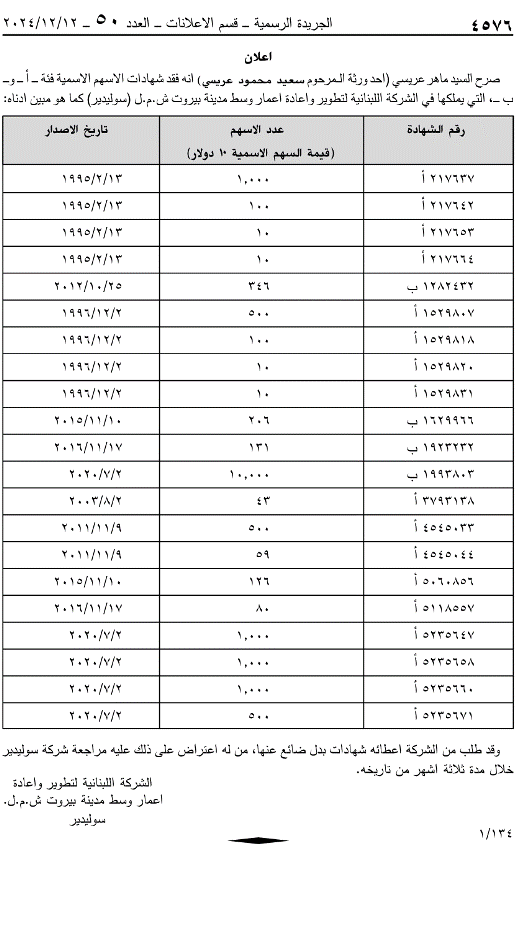 ٤٥٧٦ الجريدة الرسمية – قسم الاعلانات – العدد ٥٠ – ٢٠٢٤/١٢/١٢
اعلان
صرح السيد ماهر عريسي (احد ورثة المرحوم سعيد محمود عريسي) انه فقد شهادات الاسهم الاسمية فئة – أ – و–
ب –، التي يملكها في الشركة اللبنانية لتطوير واعادة اعمار وسط مدينة بيروت ش.م.ل (سوليدير) كما هو مبين ادناه:
رقم الشهادة عدد الاسهم تاريخ الاصدار
(قيمة السهم الاسمية ١٠ دولار)
٢١٧٦٣٧ أ ١,٠٠٠ ١٩٩٥/٢/١٣
٢١٧٦٤٢ أ ١٠٠ ١٩٩٥/٢/١٣
٢١٧٦٥٣ أ ١٠ ١٩٩٥/٢/١٣
٢١٧٦٦٤ أ ١٠ ١٩٩٥/٢/١٣
١٢٨٢٤٣٢ ب ٣٤٦ ٢٠١٢/١٠/٢٥
١٥٢٩٨٠٧ أ ٥٠٠ ١٩٩٦/١٢/٢
١٥٢٩٨١٨ أ ١٠٠ ١٩٩٦/١٢/٢
١٥٢٩٨٢٠ أ ١٠ ١٩٩٦/١٢/٢
١٥٢٩٨٣١ أ ١٠ ١٩٩٦/١٢/٢
١٦٢٩٩٦٦ ب ٢٠٦ ٢٠١٥/١١/١٠
١٩٢٣٢٣٢ ب ١٣١ ٢٠١٦/١١/١٧
١٩٩٣٨٠٣ ب ١٠,٠٠٠ ٢٠٢٠/٧/٢
٣٧٩٣١٣٨ أ ٤٣ ٢٠٠٣/٨/٢
٤٥٤٥٠٣٣ أ ٥٠٠ ٢٠١١/١١/٩
٤٥٤٥٠٤٤ أ ٥٩ ٢٠١١/١١/٩
٥٠٦٠٨٥٦ أ ١٢٦ ٢٠١٥/١١/١٠
٥١١٨٥٥٧ أ ٨٠ ٢٠١٦/١١/١٧
٥٢٣٥٦٤٧ أ ١,٠٠٠ ٢٠٢٠/٧/٢
٥٢٣٥٦٥٨ أ ١,٠٠٠ ٢٠٢٠/٧/٢
٥٢٣٥٦٦٠ أ ١,٠٠٠ ٢٠٢٠/٧/٢
٥٢٣٥٦٧١ أ ٥٠٠ ٢٠٢٠/٧/٢
وقد طلب من الشركة اعطائه شهادات بدل ضائع عنها، من له اعتراض على ذلك عليه مراجعة شركة سوليدير
خلال مدة ثلاثة اشهر من تاريخه.
الشركة اللبنانية لتطوير واعادة
اعمار وسط مدينة بيروت ش.م.ل.
سوليدير
١/١٣٤